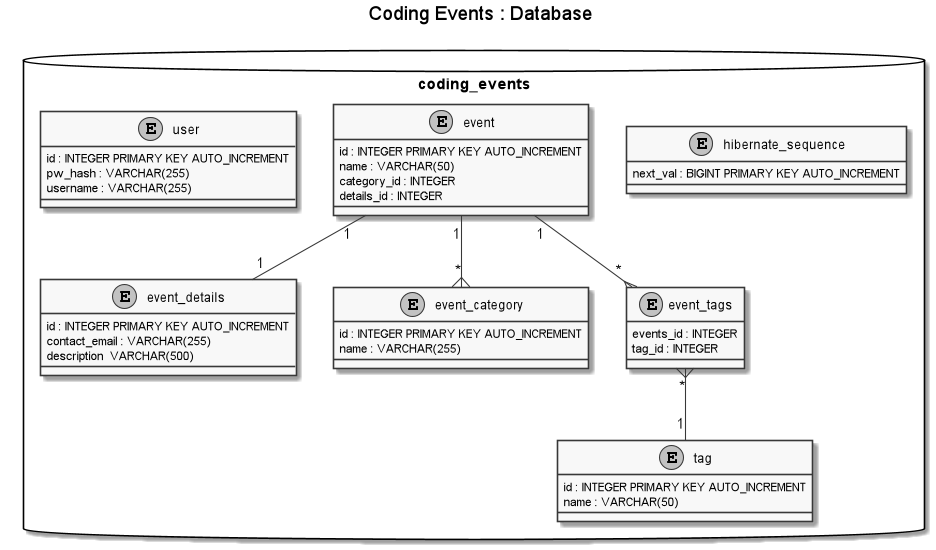 Coding Events : Database
coding_events
E user
id : INTEGER PRIMARY KEY AUTO_INCREMENT
pw_hash : VARCHAR(255)
username : VARCHAR(255)
E event
id : INTEGER PRIMARY KEY AUTO_INCREMENT
name : VARCHAR(50)
category_id : INTEGER
details_id : INTEGER
E hibernate_sequence
next_val : BIGINT PRIMARY KEY AUTO_INCREMENT
1 1 1
1 * *
E event_details
id : INTEGER PRIMARY KEY AUTO_INCREMENT
contact_email : VARCHAR(255)
description VARCHAR(500)
E event_category
id : INTEGER PRIMARY KEY AUTO_INCREMENT
name : VARCHAR(255)
E event_tags
events_id : INTEGER
tag_id : INTEGER
*
1
E tag
id : INTEGER PRIMARY KEY AUTO_INCREMENT
name : VARCHAR(50)